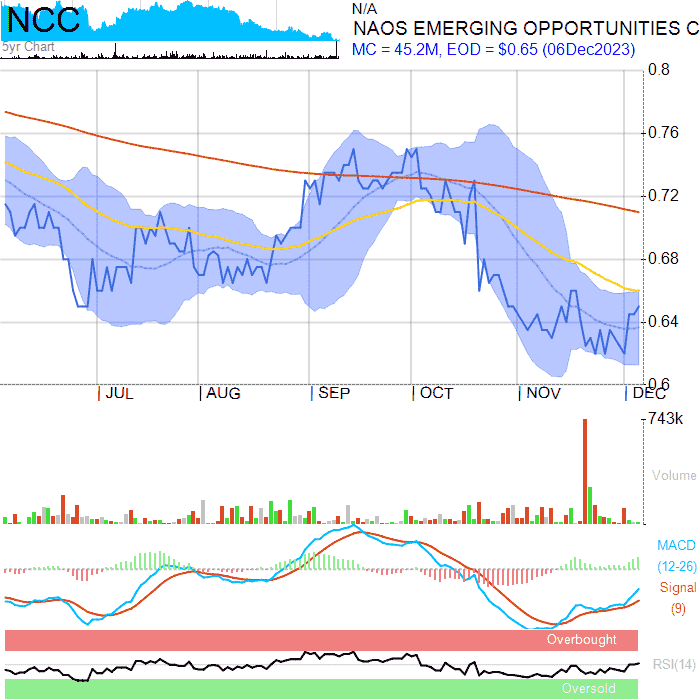 NCC
5yr Chart
N/A
NAOS EMERGING OPPORTUNITIES C
MC = 45.2M, EOD = $0.65 (06Dec2023)
0.8
0.76
0.72
0.68
0.64
0.6
JUL AUG SEP OCT NOV DEC
743k
Volume
MACD
(12-26)
Signal
(9)
Overbought
RSI(14)
Oversold